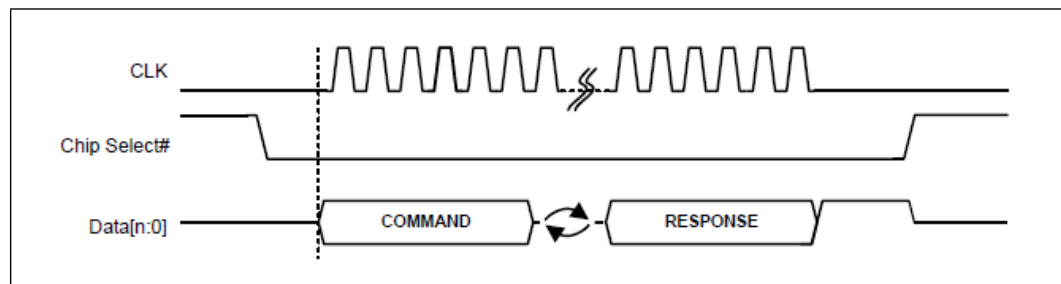 CLK
Chip Select#
Data[n:0]
COMMAND
RESPONSE